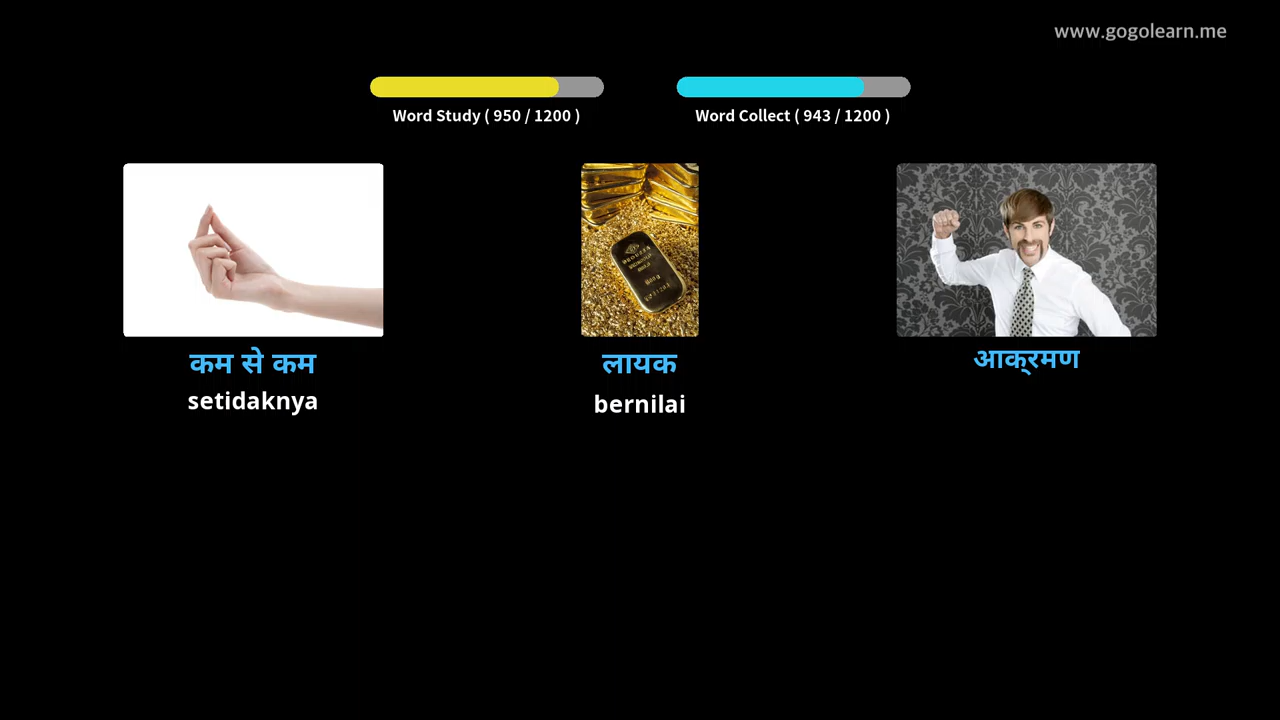 www.gogolearn.me
Word Study ( 950 / 1200 )
Word Collect ( 943 / 1200 )
कम से कम
setidaknya
लायक
bernilai
आक्रमण